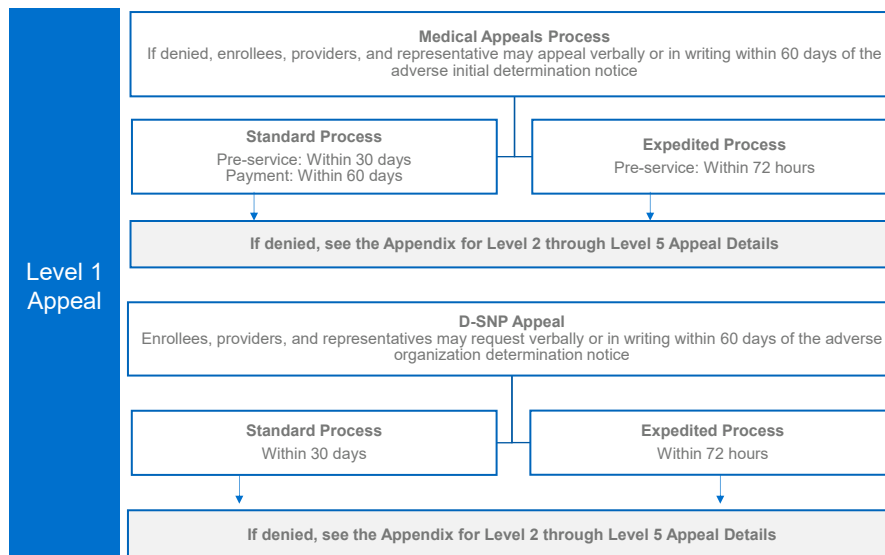 Level 1
Appeal
Medical Appeals Process
If denied, enrollees, providers, and representative may appeal verbally or in writing within 60 days of the
adverse initial determination notice
Standard Process
Pre-service: Within 30 days
Payment: Within 60 days
Expedited Process
Pre-service: Within 72 hours
If denied, see the Appendix for Level 2 through Level 5 Appeal Details
D-SNP Appeal
Enrollees, providers, and representatives may request verbally or in writing within 60 days of the adverse
organization determination notice
Standard Process
Within 30 days
Expedited Process
Within 72 hours
If denied, see the Appendix for Level 2 through Level 5 Appeal Details